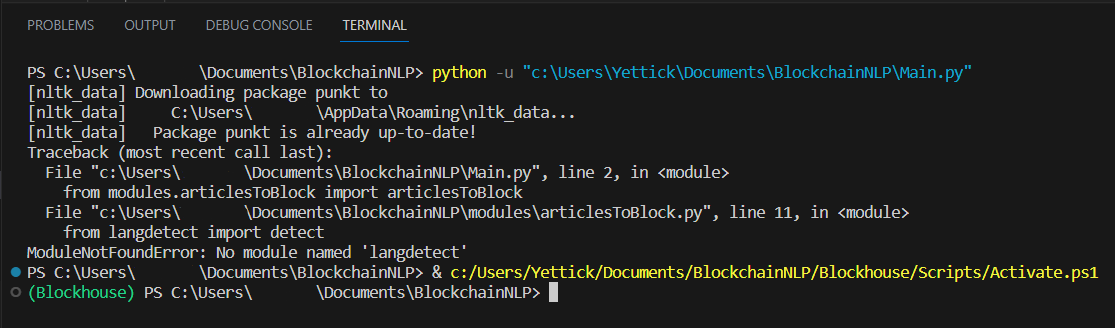 PROBLEMS OUTPUT DEBUG CONSOLE TERMINAL
PS C:\Users\ \Documents\BlockchainNLP> python -u "c:\Users\Yettick\Documents\BlockchainNLP\Main.py"
[nltk_data] Downloading package punkt to
[nltk_data]     C:\Users\ \AppData\Roaming\nltk_data...
[nltk_data]   Package punkt is already up-to-date!
Traceback (most recent call last):
  File "c:\Users\ \Documents\BlockchainNLP\Main.py", line 2, in <module>
    from modules.articlesToBlock import articlesToBlock
  File "c:\Users\ \Documents\BlockchainNLP\modules\articlesToBlock.py", line 11, in <module>
    from langdetect import detect
ModuleNotFoundError: No module named 'langdetect'
PS C:\Users\ \Documents\BlockchainNLP> & c:/Users/Yettick/Documents/BlockchainNLP/Blockhouse/Scripts/Activate.ps1
(Blockhouse) PS C:\Users\ \Documents\BlockchainNLP>